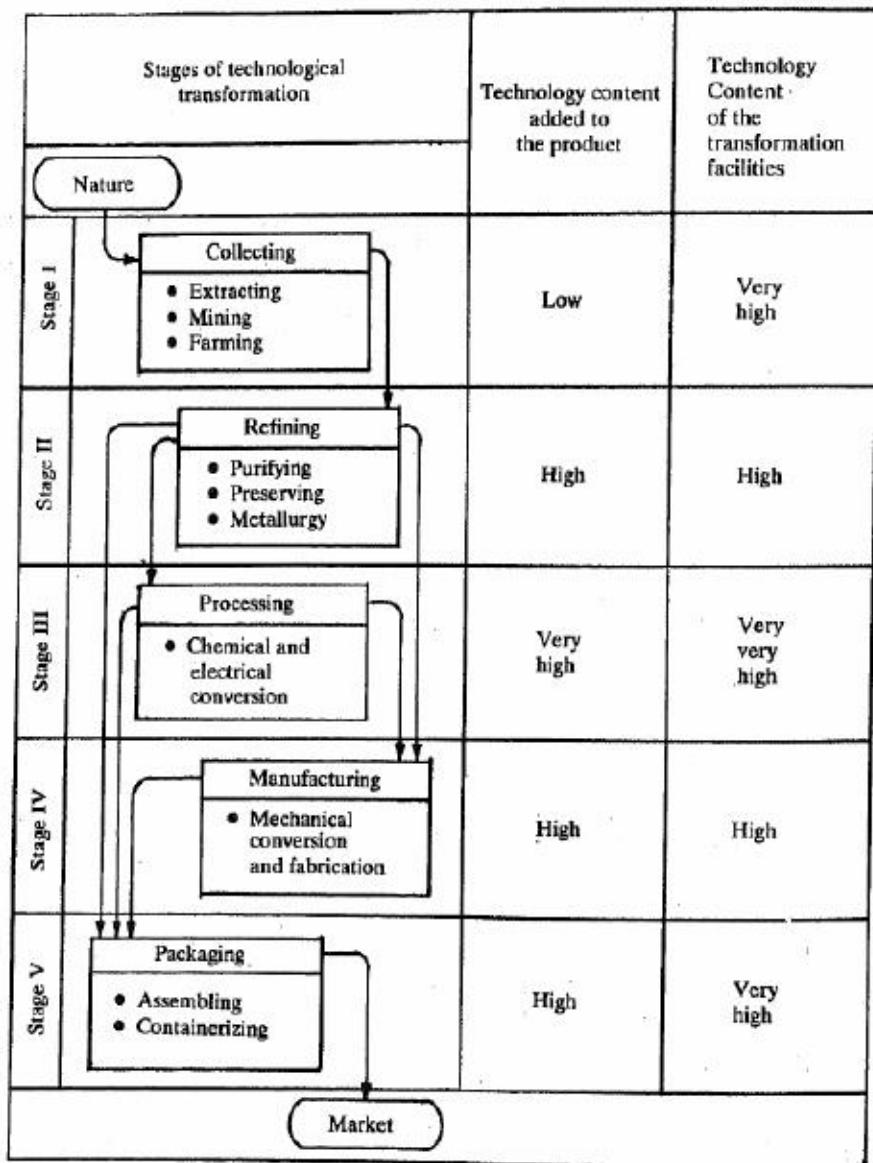 Stages of technological
transformation
Technology content
added to
the product
Technology
Content
of the
transformation
facilities
Nature
Stage I
Collecting
• Extracting
• Mining
• Farming
Low
Very
high
Stage II
Refining
• Purifying
• Preserving
• Metallurgy
High
High
Stage III
Processing
• Chemical and
electrical
conversion
Very
high
Very
very
high
Stage IV
Manufacturing
• Mechanical
conversion
and fabrication
High
High
Stage V
Packaging
• Assembling
• Containerizing
High
Very
high
Market